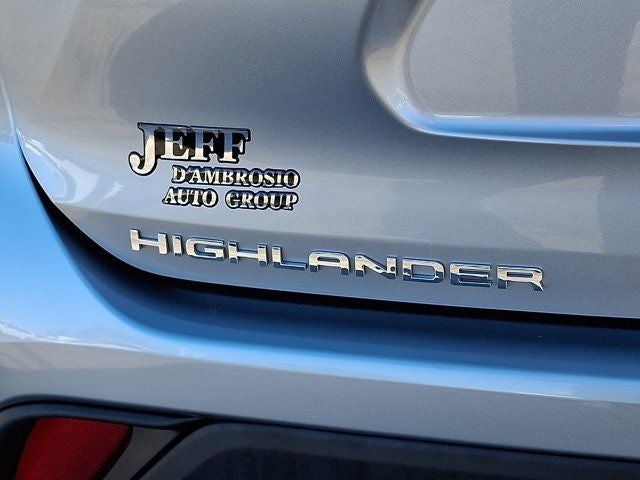 JEFF
D'AMBROSIO
AUTO GROUP
HIGHLANDER